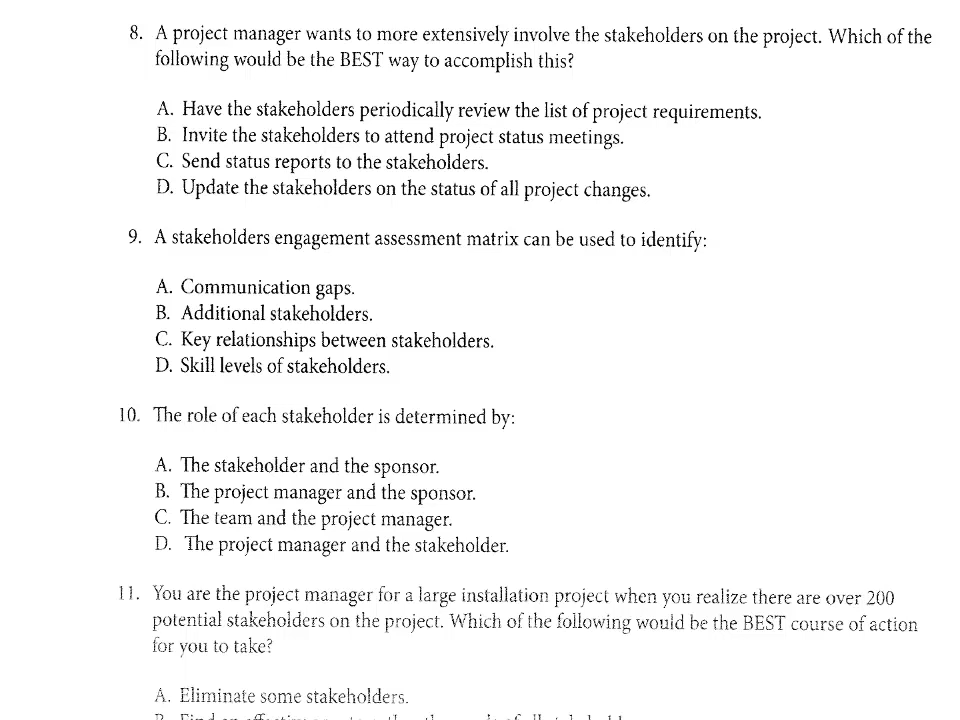 8. A project manager wants to more extensively involve the stakeholders on the project. Which of the
following would be the BEST way to accomplish this?
A. Have the stakeholders periodically review the list of project requirements.
B. Invite the stakeholders to attend project status meetings.
C. Send status reports to the stakeholders.
D. Update the stakeholders on the status of all project changes.
9. A stakeholders engagement assessment matrix can be used to identify:
A. Communication gaps.
B. Additional stakeholders.
C. Key relationships between stakeholders.
D. Skill levels of stakeholders.
10. The role of each stakeholder is determined by:
A. The stakeholder and the sponsor.
B. The project manager and the sponsor.
C. The team and the project manager.
D. The project manager and the stakeholder.
11. You are the project manager for a large installation project when you realize there are over 200
potential stakeholders on the project. Which of the following would be the BEST course of action
for you to take?
A. Eliminate some stakeholders.